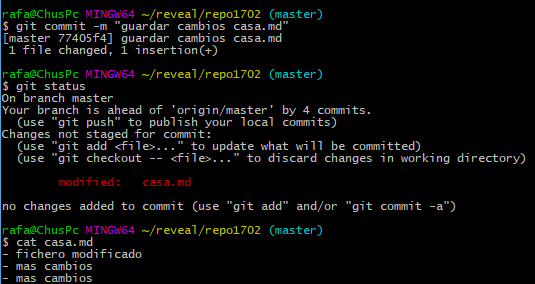 rafa@ChusPc MINGW64 ~/reveal/repo1702 (master)
$ git commit -m "guardar cambios casa.md"
[master 77405f4] guardar cambios casa.md
 1 file changed, 1 insertion(+)

rafa@ChusPc MINGW64 ~/reveal/repo1702 (master)
$ git status
On branch master
Your branch is ahead of 'origin/master' by 4 commits.
  (use "git push" to publish your local commits)
Changes not staged for commit:
  (use "git add <file>..." to update what will be committed)
  (use "git checkout -- <file>..." to discard changes in working directory)

        modified:   casa.md

no changes added to commit (use "git add" and/or "git commit -a")

rafa@ChusPc MINGW64 ~/reveal/repo1702 (master)
$ cat casa.md
- fichero modificado
- mas cambios
- mas cambios